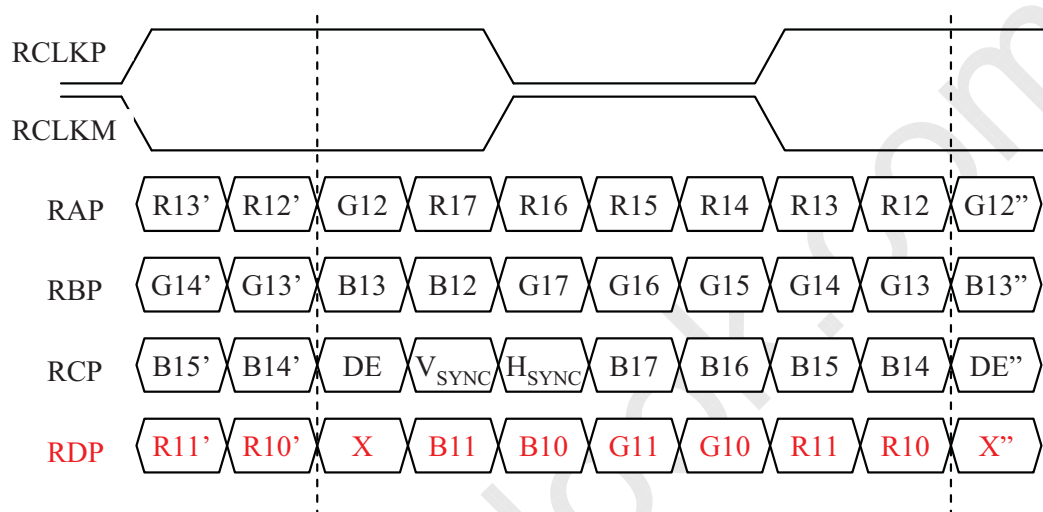 RCLKP
RCLKM
RAP R13’ R12’ G12 R17 R16 R15 R14 R13 R12 G12”
RBP G14’ G13’ B13 B12 G17 G16 G15 G14 G13 B13”
RCP B15’ B14’ DE VSYNC HSYNC B17 B16 B15 B14 DE”
RDP R11’ R10’ X B11 B10 G11 G10 R11 R10 X”